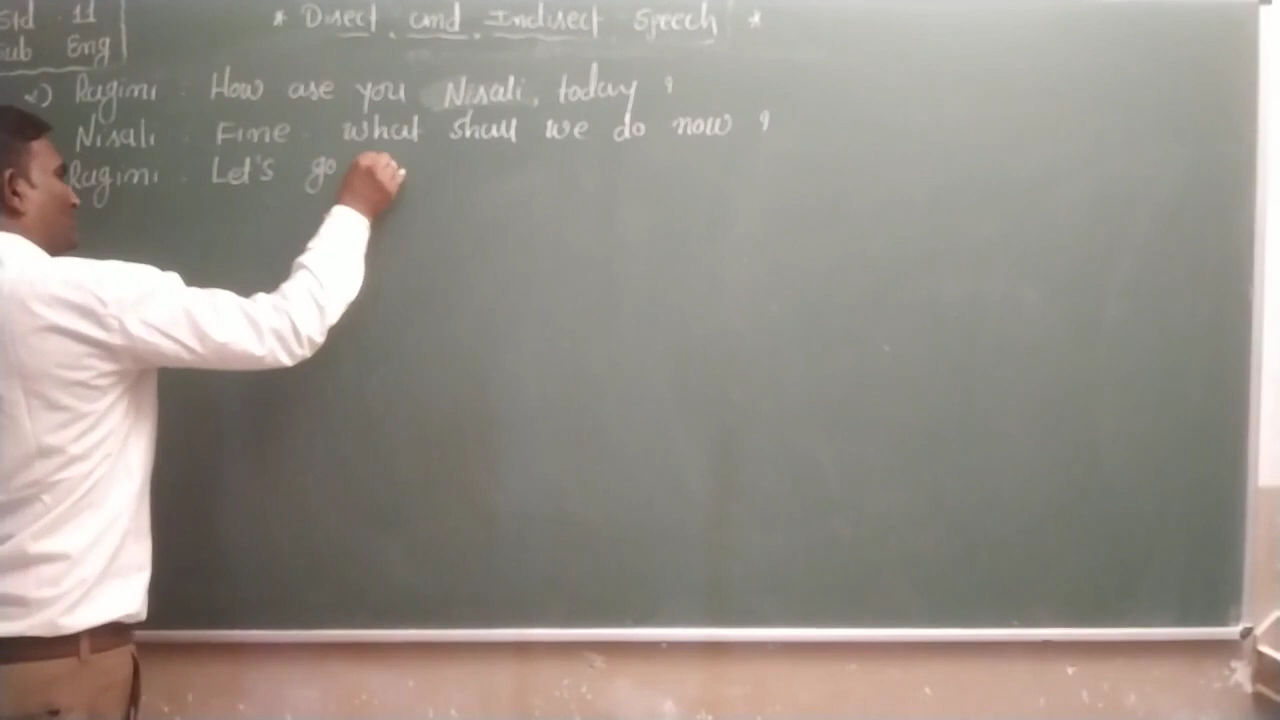 Std 11
* Direct and Indirect Speech *
Sub Eng
Ragini. How are you Nisali, today ?
Nisali. Fine. what shall we do now ?
Ragini. Let's go